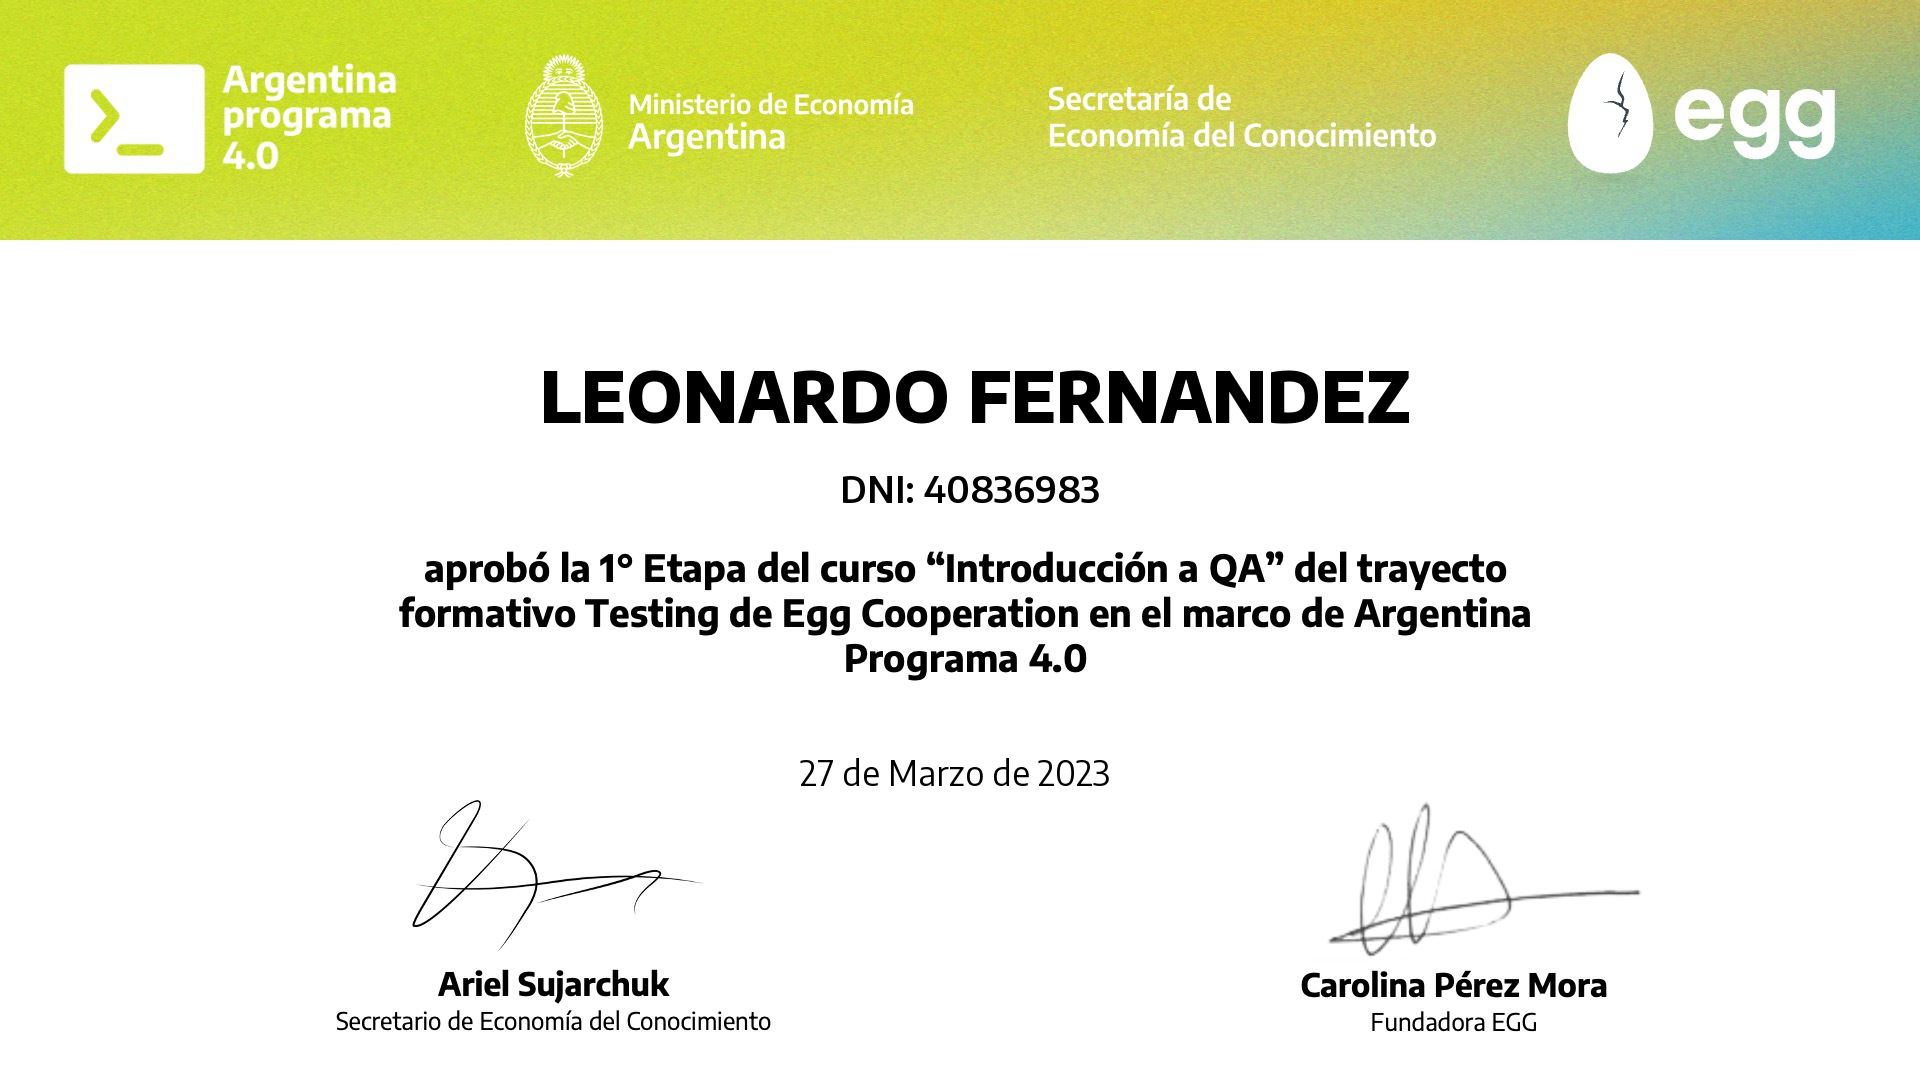 Argentina
programa
4.0
Ministerio de Economía
Argentina
Secretaría de
Economía del Conocimiento
egg
LEONARDO FERNANDEZ
DNI: 40836983
aprobó la 1° Etapa del curso “Introducción a QA” del trayecto
formativo Testing de Egg Cooperation en el marco de Argentina
Programa 4.0
27 de Marzo de 2023
Ariel Sujarchuk
Secretario de Economía del Conocimiento
Carolina Pérez Mora
Fundadora EGG